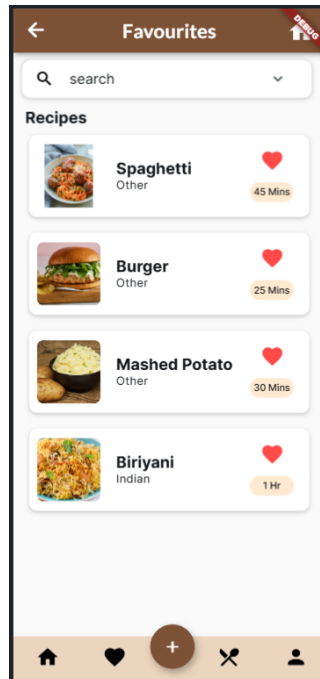 Favourites
DEBUG
search
Recipes
Spaghetti
Other
45 Mins
Burger
Other
25 Mins
Mashed Potato
Other
30 Mins
Biriyani
Indian
1 Hr
+